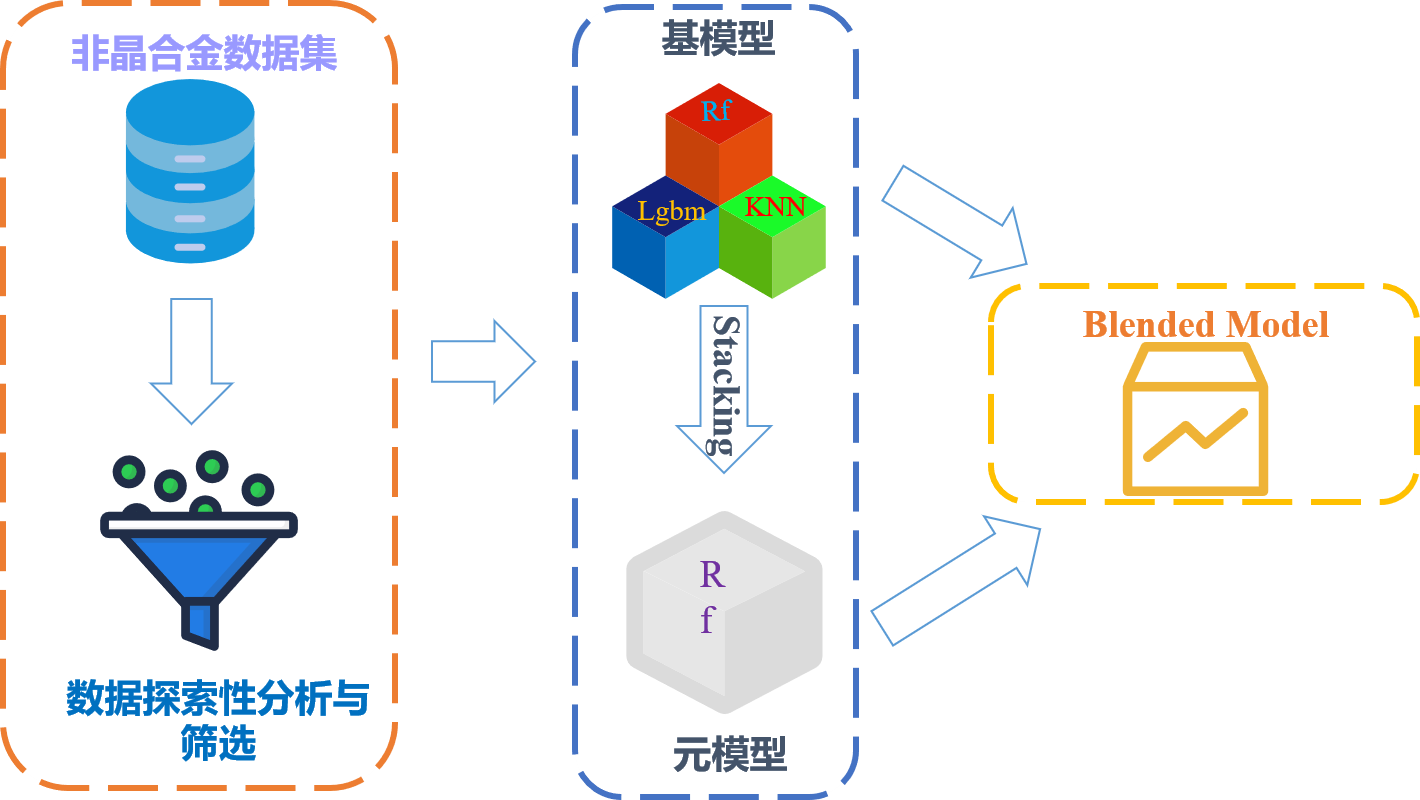 非晶合金数据集
数据探索性分析与
筛选
基模型
Rf
Lgbm
KNN
Stacking
R
f
元模型
Blended Model